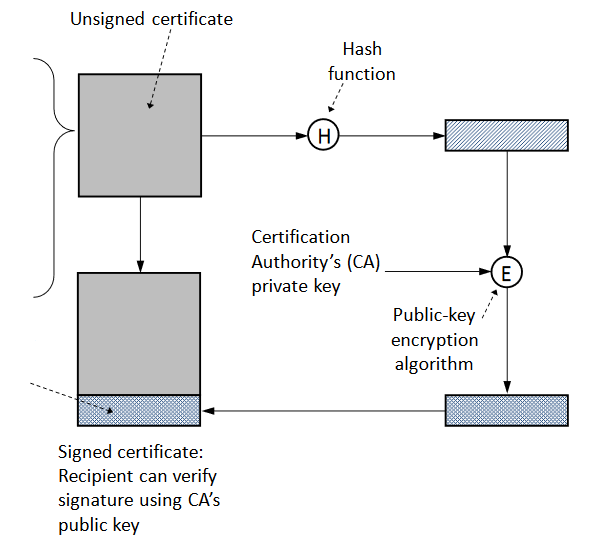 Unsigned certificate
Hash
function
H
Certification
Authority's (CA)
private key
E
Public-key
encryption
algorithm
Signed certificate:
Recipient can verify
signature using CA's
public key